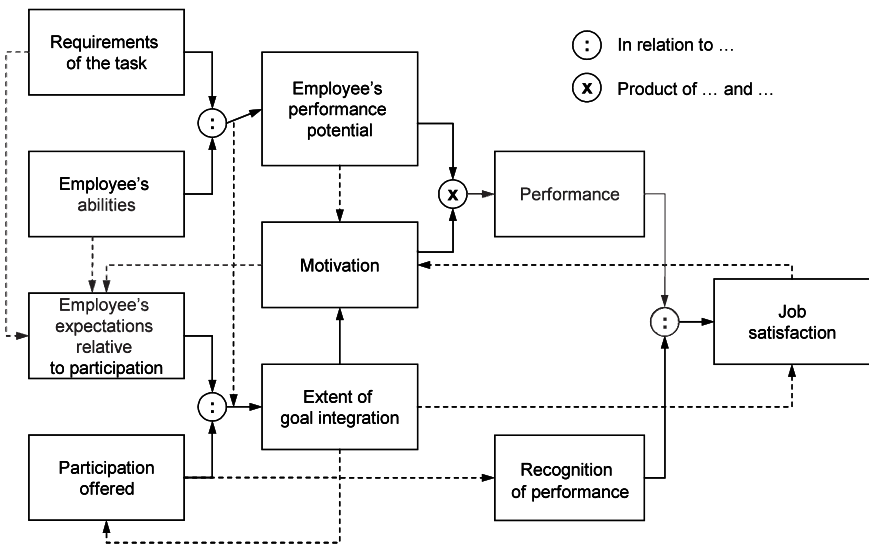 Requirements
of the task
:
Employee's
abilities
Employee's
expectations
relative
to participation
:
Participation
offered
Employee's
performance
potential
Motivation
Extent of
goal integration
x
Performance
Recognition
of performance
:
Job
satisfaction
: In relation to ...
x Product of ... and ...